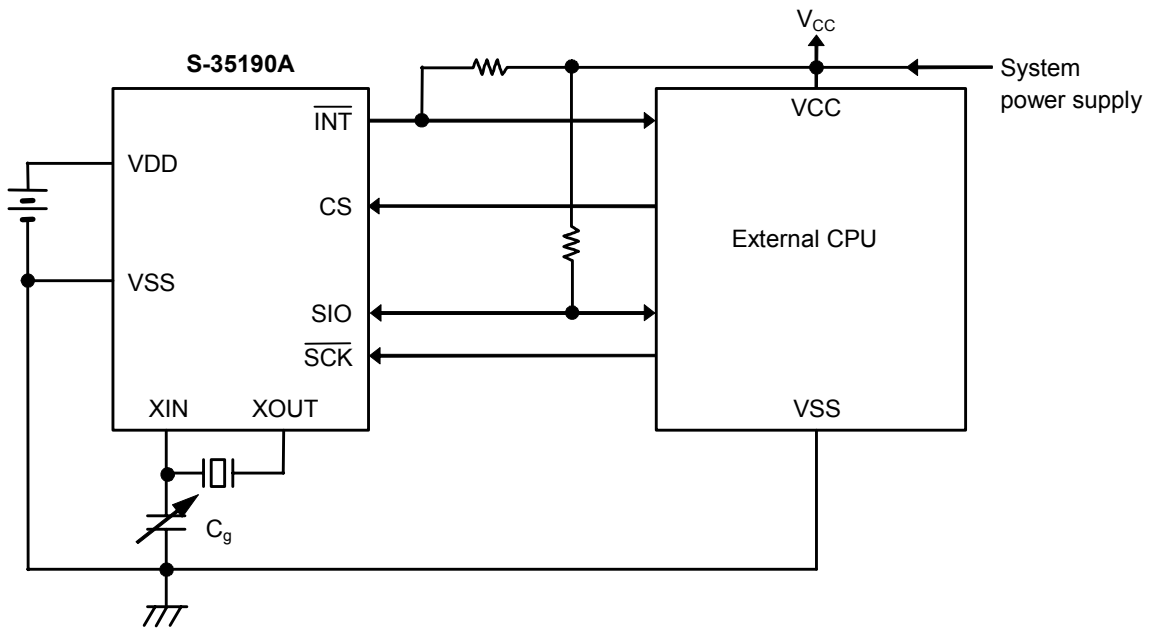 V_CC
S-35190A
System
power supply
INT
VCC
VDD
CS
External CPU
VSS
SIO
SCK
XIN XOUT
VSS
C_g